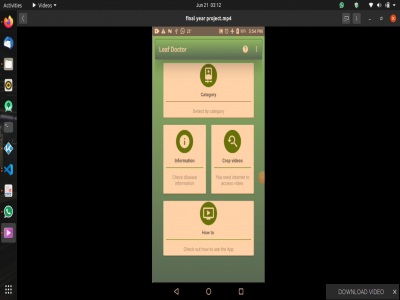 Activities
Videos
Jun 21 03:12
final year project.mp4
3:34 PM
Leaf Doctor
Category
Detect by category
Information
Check disease
information
Crop videos
You need internet to
access video
How to
Check out how to use the App
DOWNLOAD VIDEO